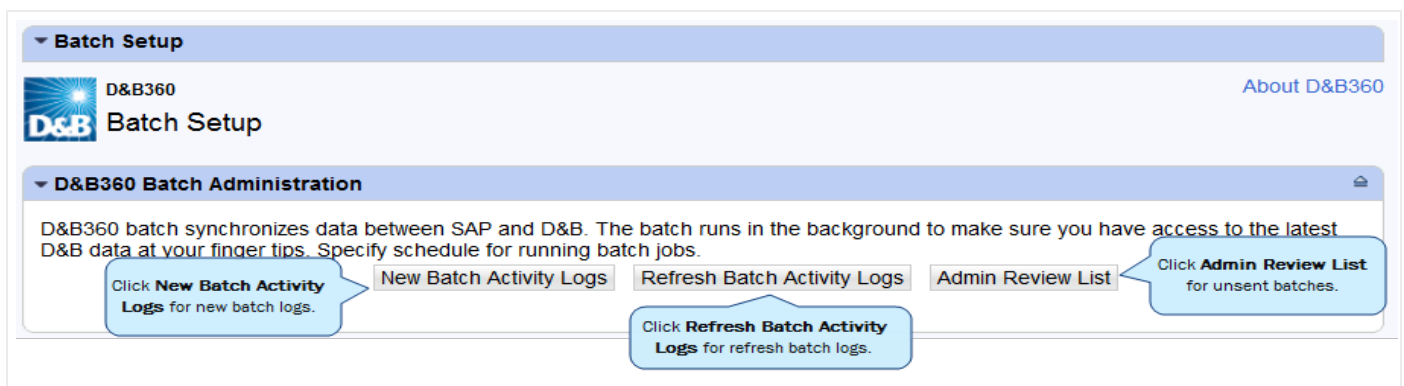 Batch Setup
D&B360
About D&B360
D&B
Batch Setup
D&B360 Batch Administration
D&B360 batch synchronizes data between SAP and D&B. The batch runs in the background to make sure you have access to the latest
D&B data at your finger tips. Specify schedule for running batch jobs.
New Batch Activity Logs
Refresh Batch Activity Logs
Admin Review List
Click New Batch Activity
Logs for new batch logs.
Click Refresh Batch Activity
Logs for refresh batch logs.
Click Admin Review List
for unsent batches.